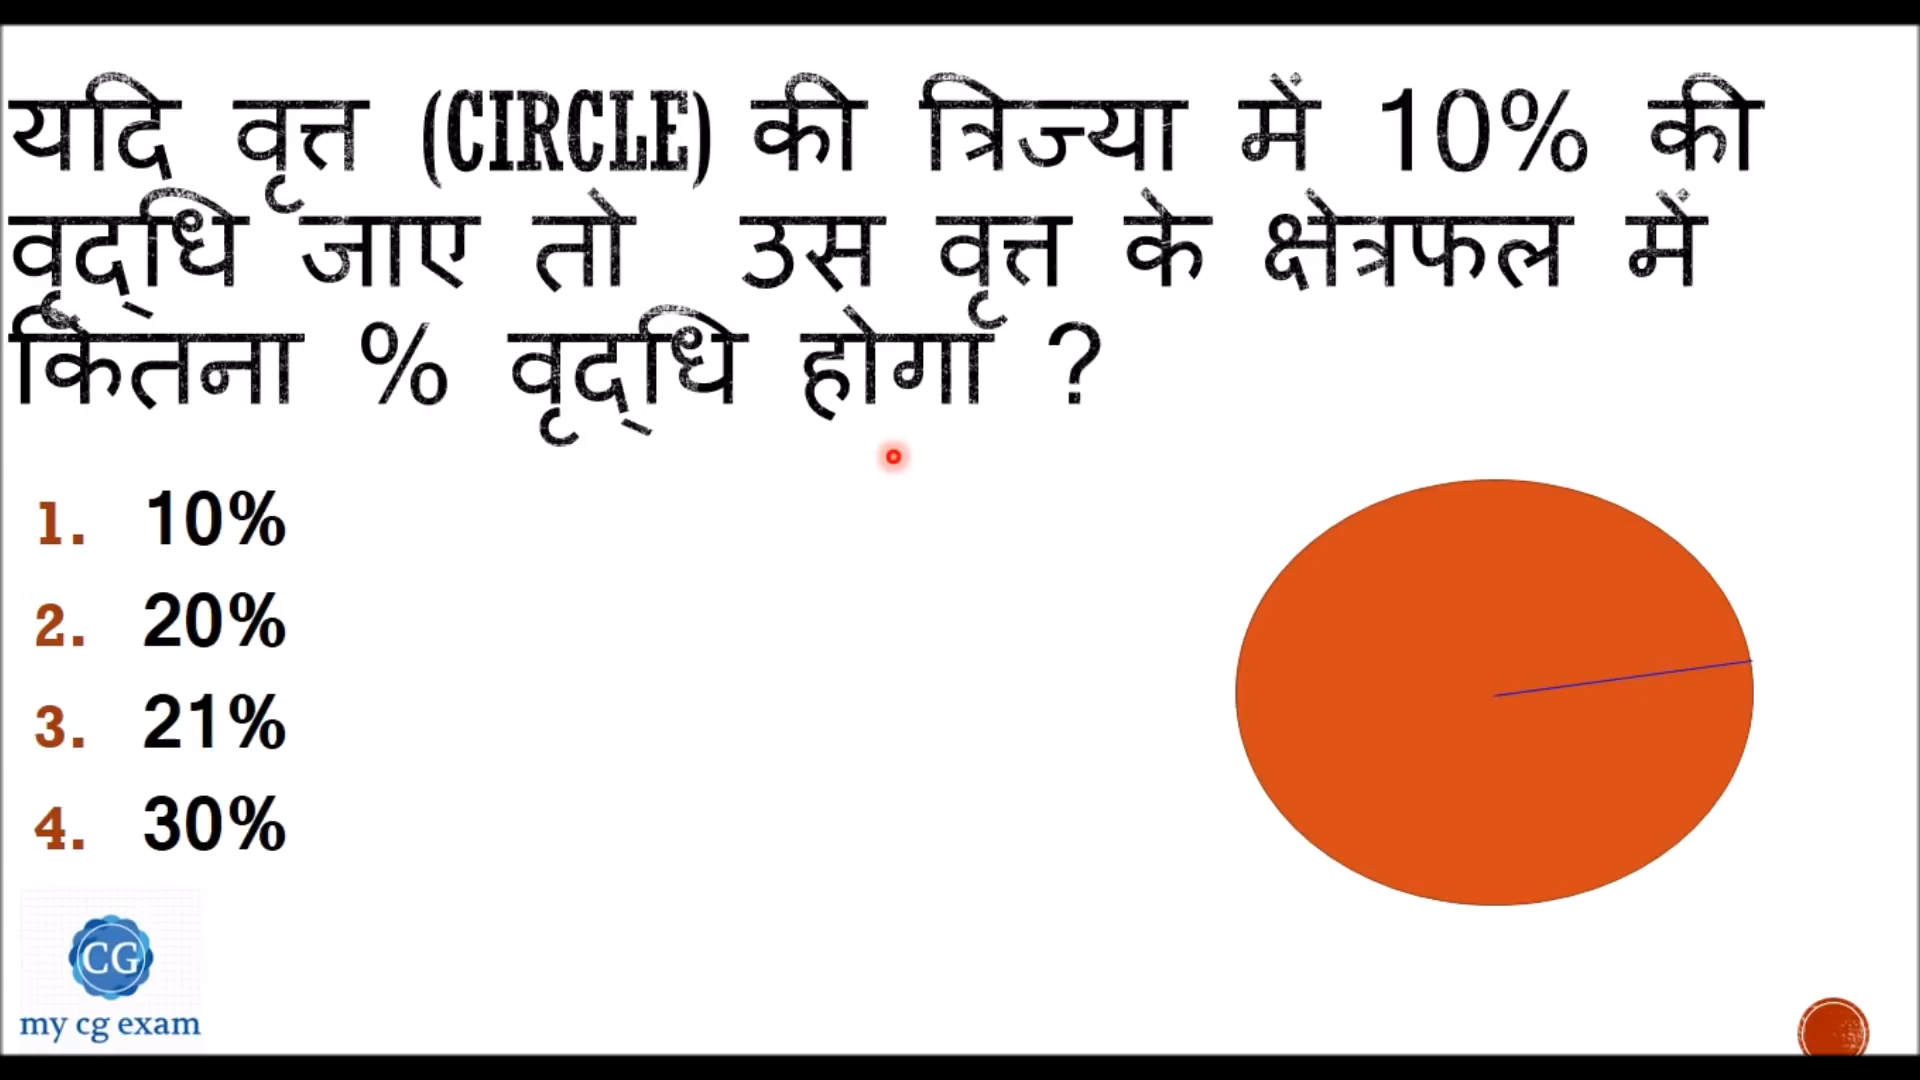 यदि वृत्त (CIRCLE) की त्रिज्या में 10% की
वृद्धि जाए तो उस वृत्त के क्षेत्रफल में
कितना % वृद्धि होगा ?
1. 10%
2. 20%
3. 21%
4. 30%
CG
my cg exam